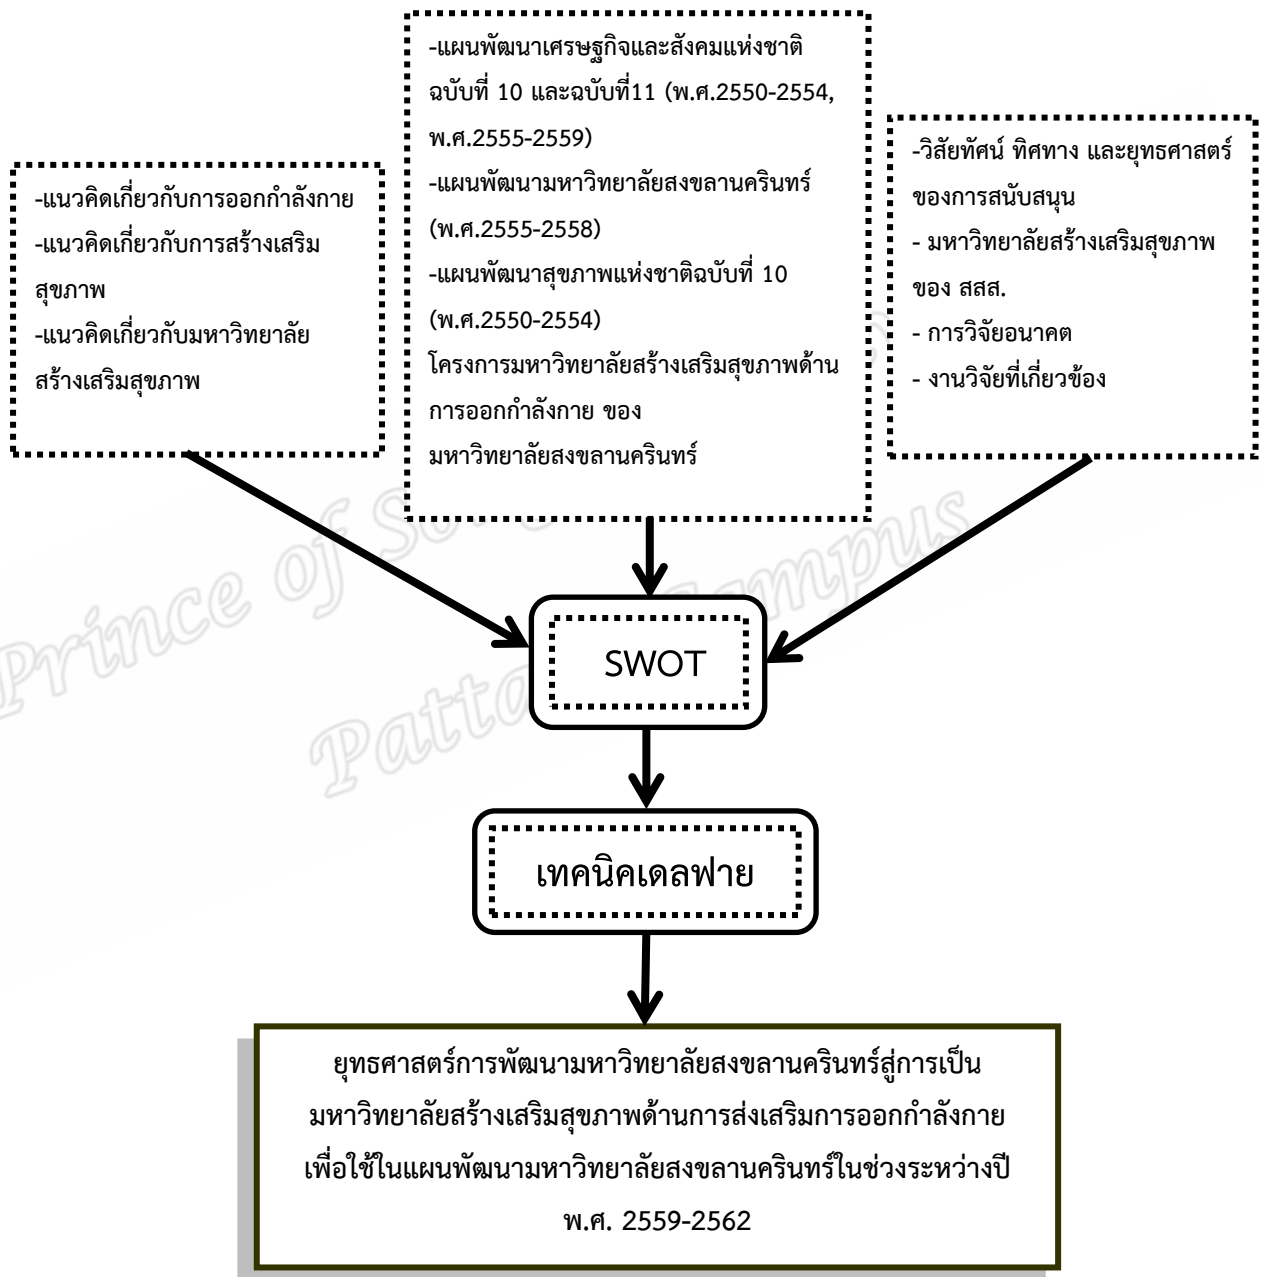 -แนวคิดเกี่ยวกับการออกกำลังกาย
-แนวคิดเกี่ยวกับการสร้างเสริม
สุขภาพ
-แนวคิดเกี่ยวกับมหาวิทยาลัย
สร้างเสริมสุขภาพ
-แผนพัฒนาเศรษฐกิจและสังคมแห่งชาติ
ฉบับที่ 10 และฉบับที่11 (พ.ศ.2550-2554,
พ.ศ.2555-2559)
-แผนพัฒนามหาวิทยาลัยสงขลานครินทร์
(พ.ศ.2555-2558)
-แผนพัฒนาสุขภาพแห่งชาติฉบับที่ 10
(พ.ศ.2550-2554)
โครงการมหาวิทยาลัยสร้างเสริมสุขภาพด้าน
การออกกำลังกาย ของ
มหาวิทยาลัยสงขลานครินทร์
-วิสัยทัศน์ ทิศทาง และยุทธศาสตร์
ของการสนับสนุน
- มหาวิทยาลัยสร้างเสริมสุขภาพ
ของ สสส.
- การวิจัยอนาคต
- งานวิจัยที่เกี่ยวข้อง
SWOT
เทคนิคเดลฟาย
ยุทธศาสตร์การพัฒนามหาวิทยาลัยสงขลานครินทร์สู่การเป็น
มหาวิทยาลัยสร้างเสริมสุขภาพด้านการส่งเสริมการออกกำลังกาย
เพื่อใช้ในแผนพัฒนามหาวิทยาลัยสงขลานครินทร์ในช่วงระหว่างปี
พ.ศ. 2559-2562
Prince of